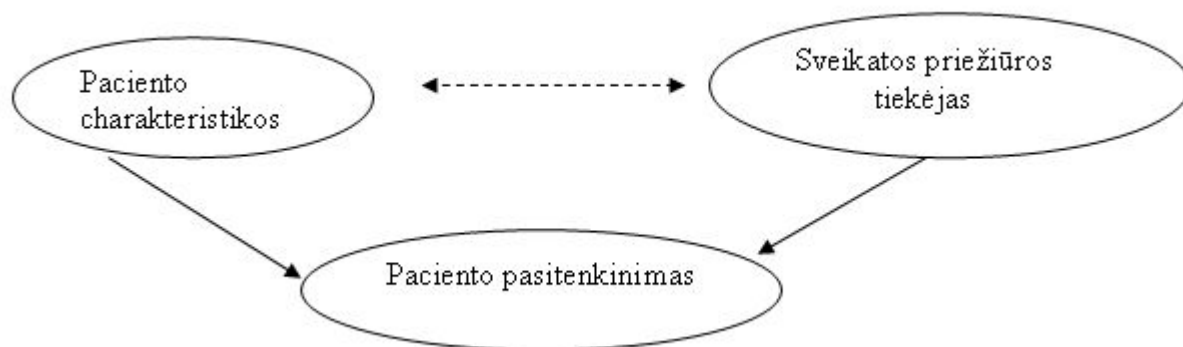 Paciento
charakteristikos
Sveikatos priežiūros
tiekėjas
Paciento pasitenkinimas